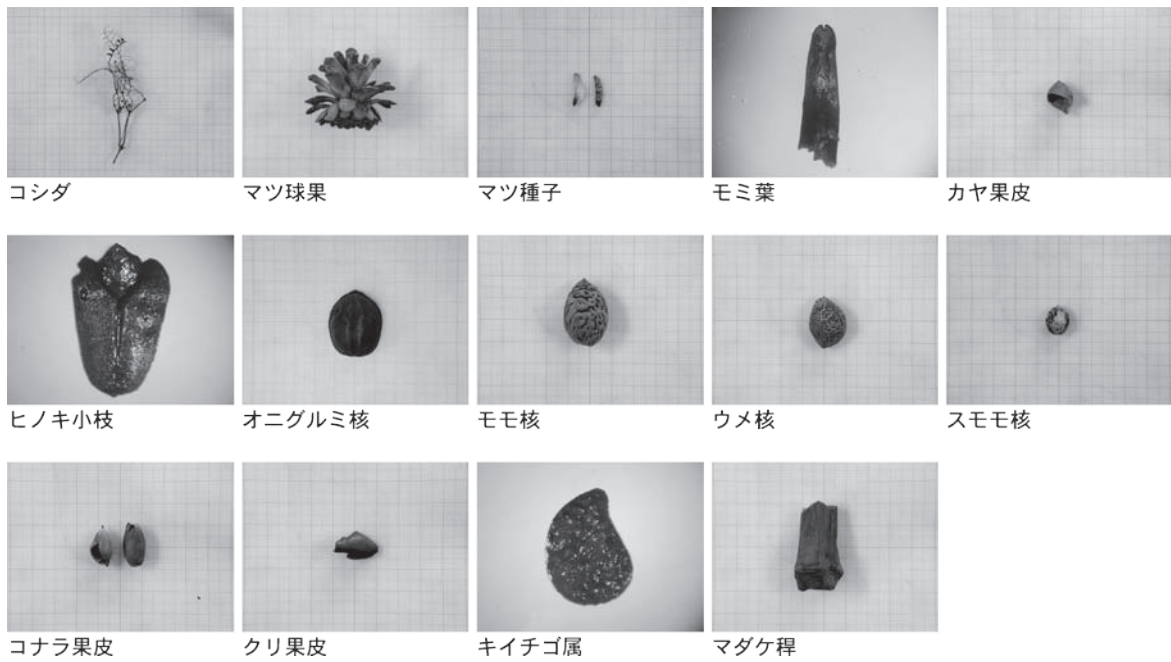 コシダ
マツ球果
マツ種子
モミ葉
カヤ果皮
ヒノキ小枝
オニグルミ核
モモ核
ウメ核
スモモ核
コナラ果皮
クリ果皮
キイチゴ属
マダケ稈